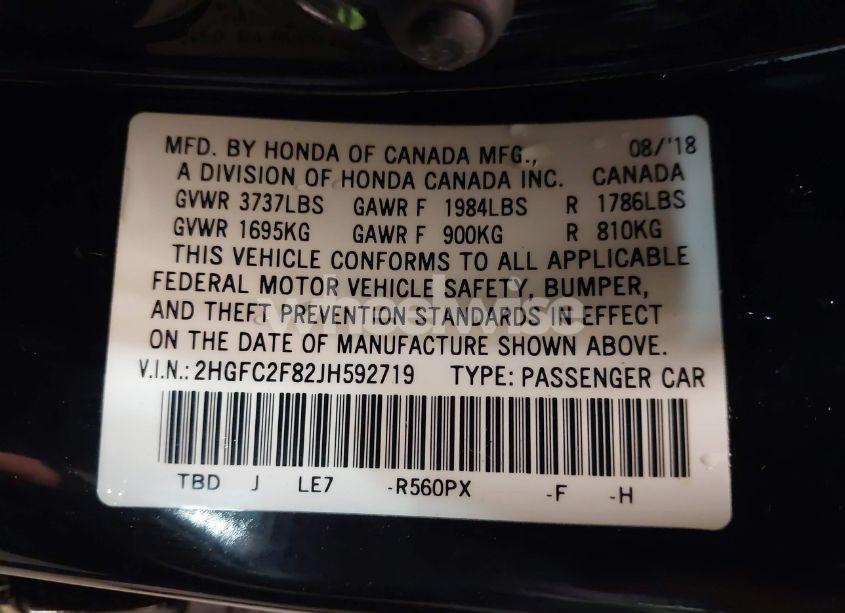 MFD. BY HONDA OF CANADA MFG., 08/'18
A DIVISION OF HONDA CANADA INC. CANADA
GVWR 3737LBS GAWR F 1984LBS R 1786LBS
GVWR 1695KG GAWR F 900KG R 810KG
THIS VEHICLE CONFORMS TO ALL APPLICABLE
FEDERAL MOTOR VEHICLE SAFETY, BUMPER,
AND THEFT PREVENTION STANDARDS IN EFFECT
ON THE DATE OF MANUFACTURE SHOWN ABOVE.
V.I.N.: 2HGFC2F82JH592719 TYPE: PASSENGER CAR
TBD J LE7 -R560PX -F -H
wheelwise